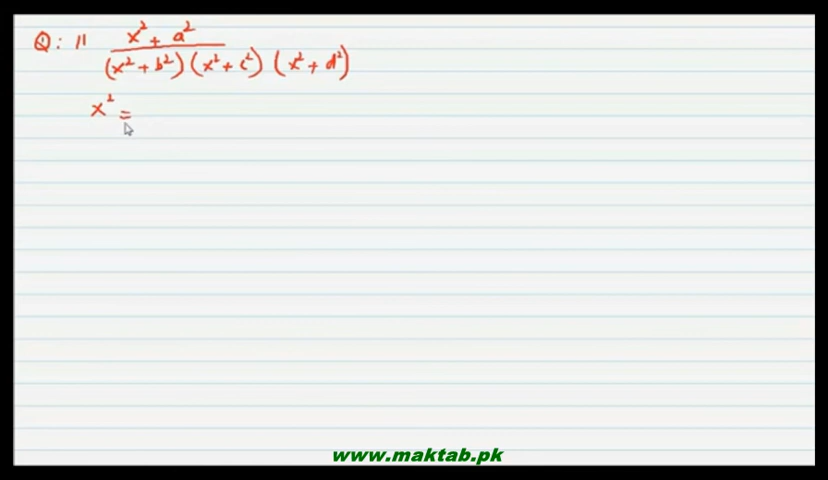 Q: 11 x² + a²
(x² + b²) (x² + c²) (x² + d²)
x² =
www.maktab.pk